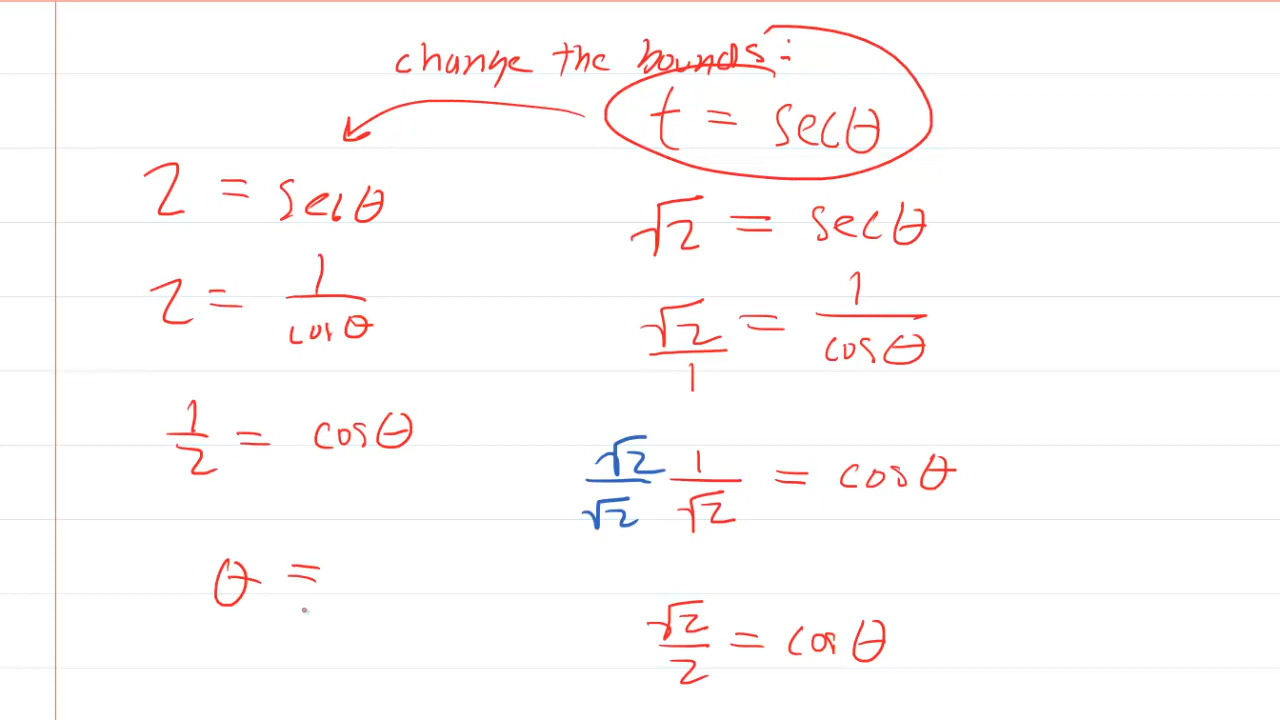 change the bounds:
t = secθ
2 = secθ
2 = 1/cosθ
1/2 = cosθ
θ =
√2 = secθ
√2/1 = 1/cosθ
√2/√2 1/√2 = cosθ
√2/2 = cosθ